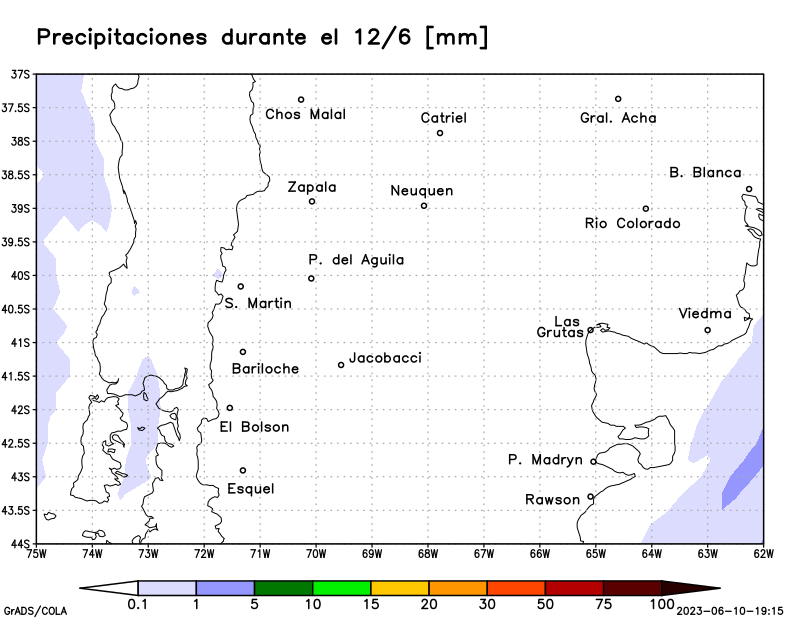 Precipitaciones durante el 12/6 [mm]
37S
37.5S
38S
38.5S
39S
39.5S
40S
40.5S
41S
41.5S
42S
42.5S
43S
43.5S
44S
Chos Malal
Catriel
Gral. Acha
B. Blanca
Zapala
Neuquen
Rio Colorado
P. del Aguila
S. Martin
Las
Grutas
Viedma
Bariloche
Jacobacci
El Bolson
P. Madryn
Esquel
Rawson
75W 74W 73W 72W 71W 70W 69W 68W 67W 66W 65W 64W 63W 62W
0.1 1 5 10 15 20 30 50 75 100
GrADS/COLA
2023-06-10-19:15